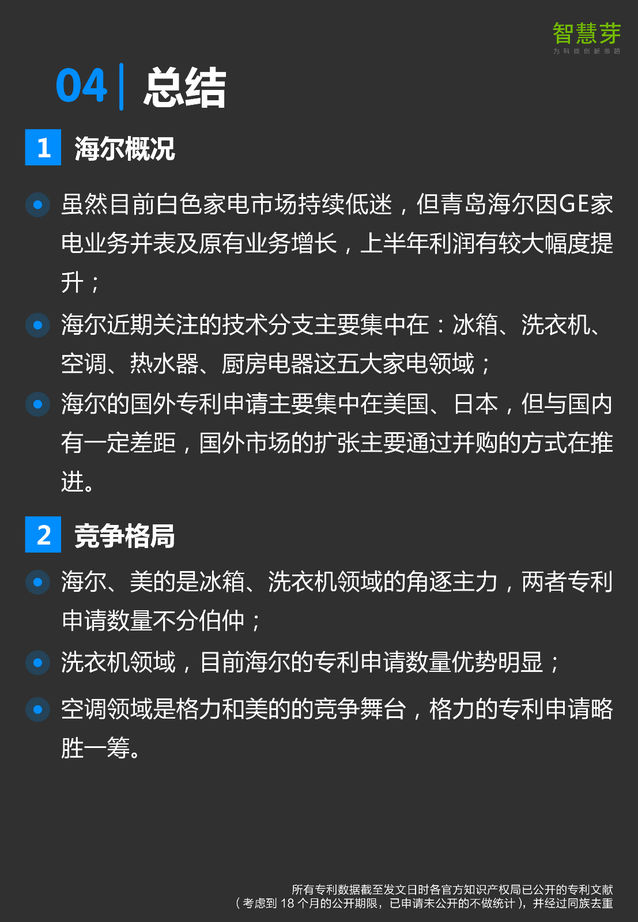 智慧芽
为科技创新导航
04 总结
1 海尔概况
虽然目前白色家电市场持续低迷，但青岛海尔因GE家
电业务并表及原有业务增长，上半年利润有较大幅度提
升；
海尔近期关注的技术分支主要集中在：冰箱、洗衣机、
空调、热水器、厨房电器这五大家电领域；
海尔的国外专利申请主要集中在美国、日本，但与国内
有一定差距，国外市场的扩张主要通过并购的方式在推
进。
2 竞争格局
海尔、美的是冰箱、洗衣机领域的角逐主力，两者专利
申请数量不分伯仲；
洗衣机领域，目前海尔的专利申请数量优势明显；
空调领域是格力和美的的竞争舞台，格力的专利申请略
胜一筹。
所有专利数据截至发文日时各官方知识产权局已公开的专利文献
（考虑到 18 个月的公开期限，已申请未公开的不做统计），并经过同族去重